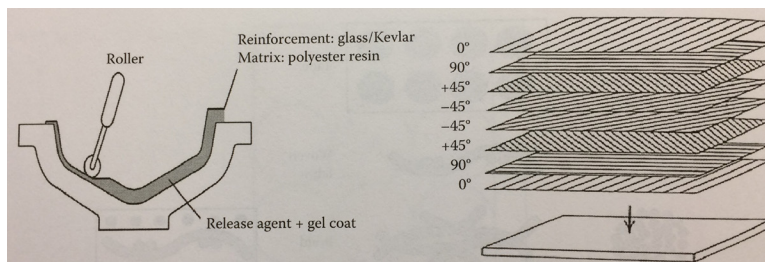 Roller
Reinforcement: glass/Kevlar
Matrix: polyester resin
Release agent + gel coat
0°
90°
+45°
−45°
−45°
+45°
90°
0°